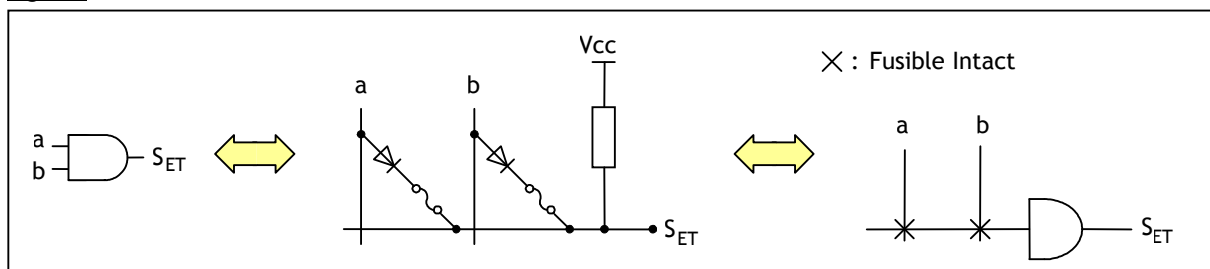 Vcc
× : Fusible Intact
a b
a b
a
b
S_ET
S_ET
S_ET